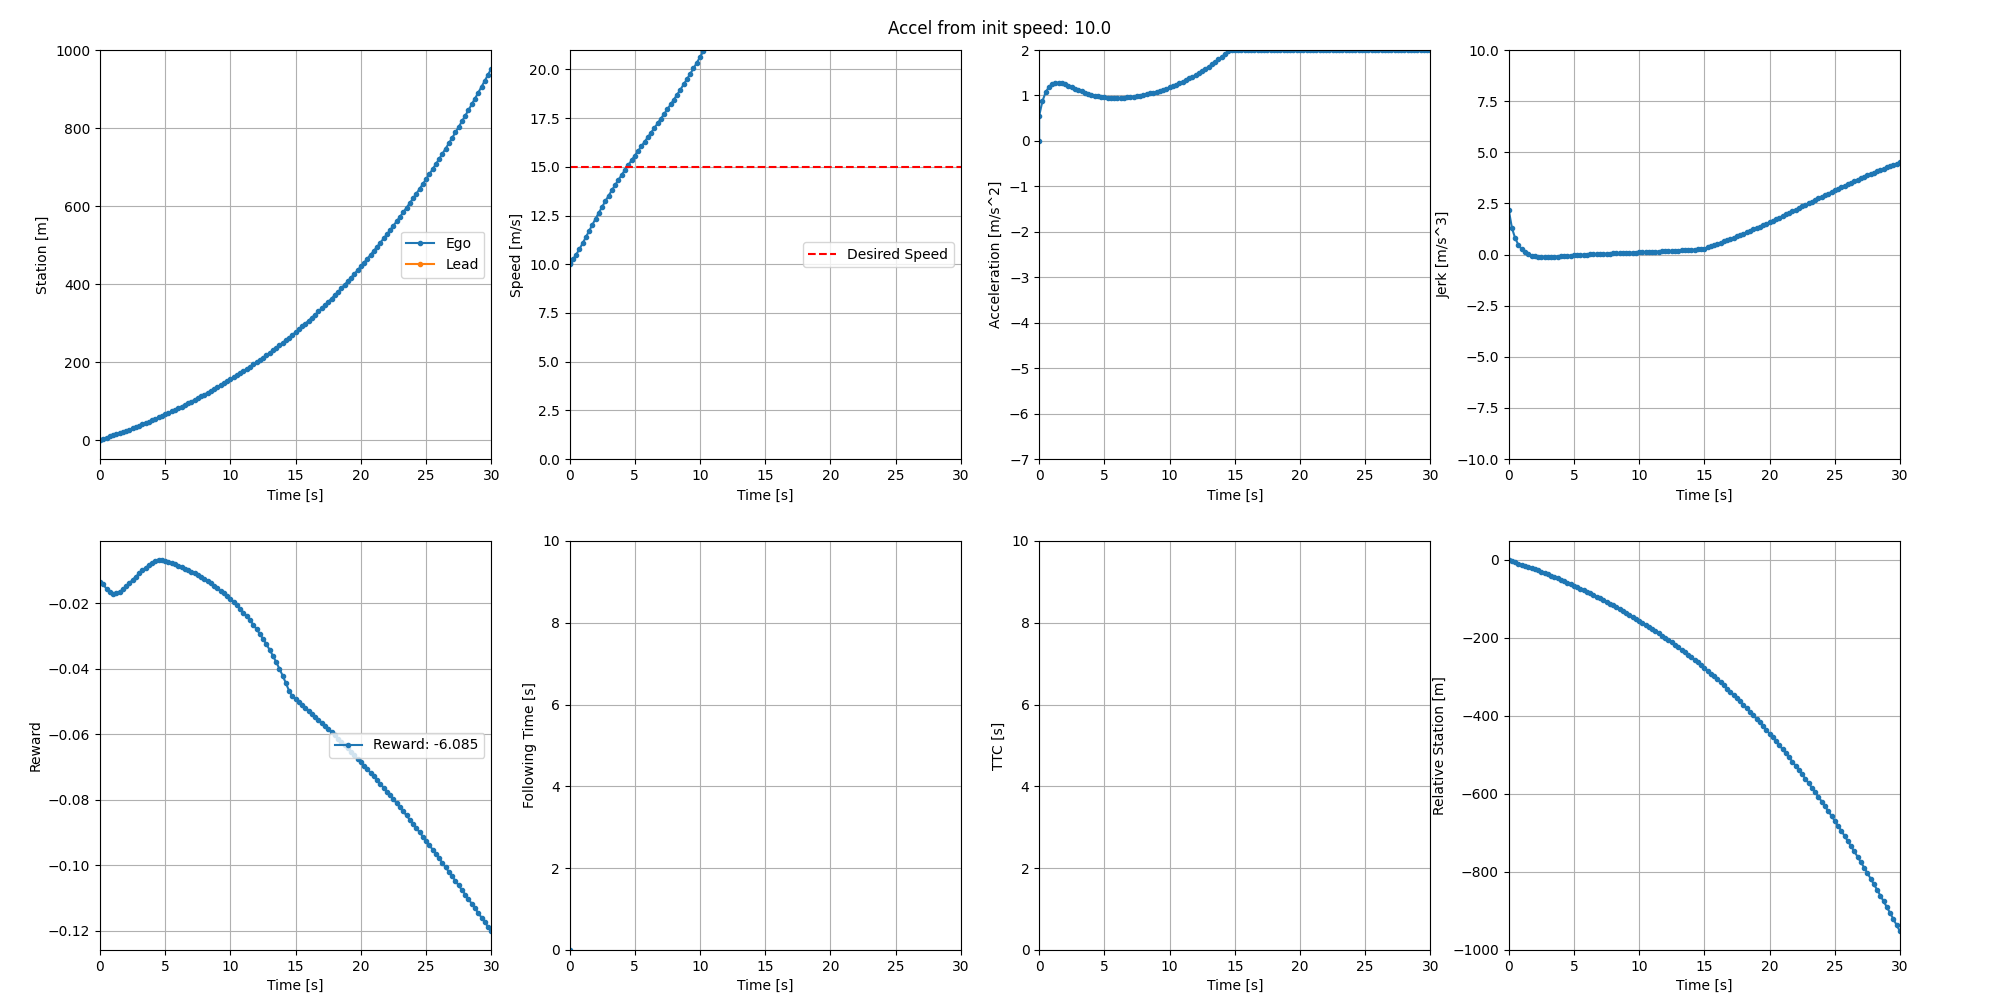 Accel from init speed: 10.0
Station [m]
1000
800
600
400
200
0
0 5 10 15 20 25 30
Time [s]
Ego
Lead
Speed [m/s]
20.0
17.5
15.0
12.5
10.0
7.5
5.0
2.5
0.0
0 5 10 15 20 25 30
Time [s]
Desired Speed
Acceleration [m/s^2]
2
1
0
−1
−2
−3
−4
−5
−6
−7
0 5 10 15 20 25 30
Time [s]
Jerk [m/s^3]
10.0
7.5
5.0
2.5
0.0
−2.5
−5.0
−7.5
−10.0
0 5 10 15 20 25 30
Time [s]
Reward
−0.02
−0.04
−0.06
−0.08
−0.10
−0.12
0 5 10 15 20 25 30
Time [s]
Reward: -6.085
Following Time [s]
10
8
6
4
2
0
0 5 10 15 20 25 30
Time [s]
TTC [s]
10
8
6
4
2
0
0 5 10 15 20 25 30
Time [s]
Relative Station [m]
0
−200
−400
−600
−800
−1000
0 5 10 15 20 25 30
Time [s]